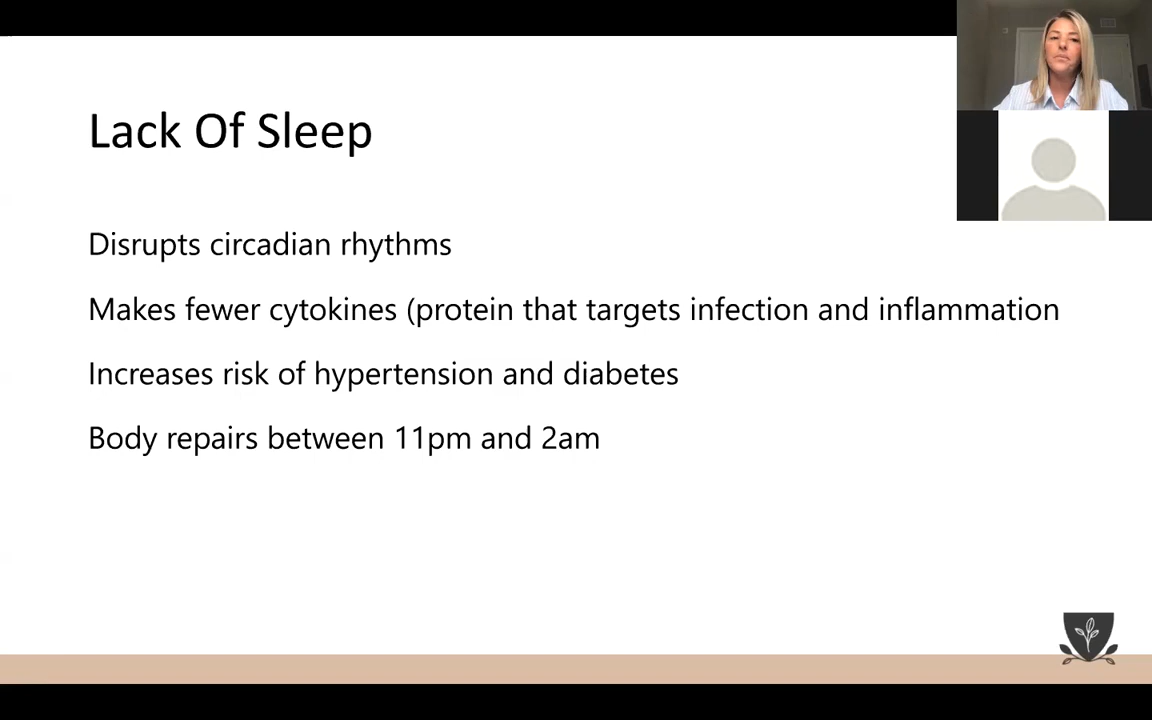 Lack Of Sleep
Disrupts circadian rhythms
Makes fewer cytokines (protein that targets infection and inflammation
Increases risk of hypertension and diabetes
Body repairs between 11pm and 2am